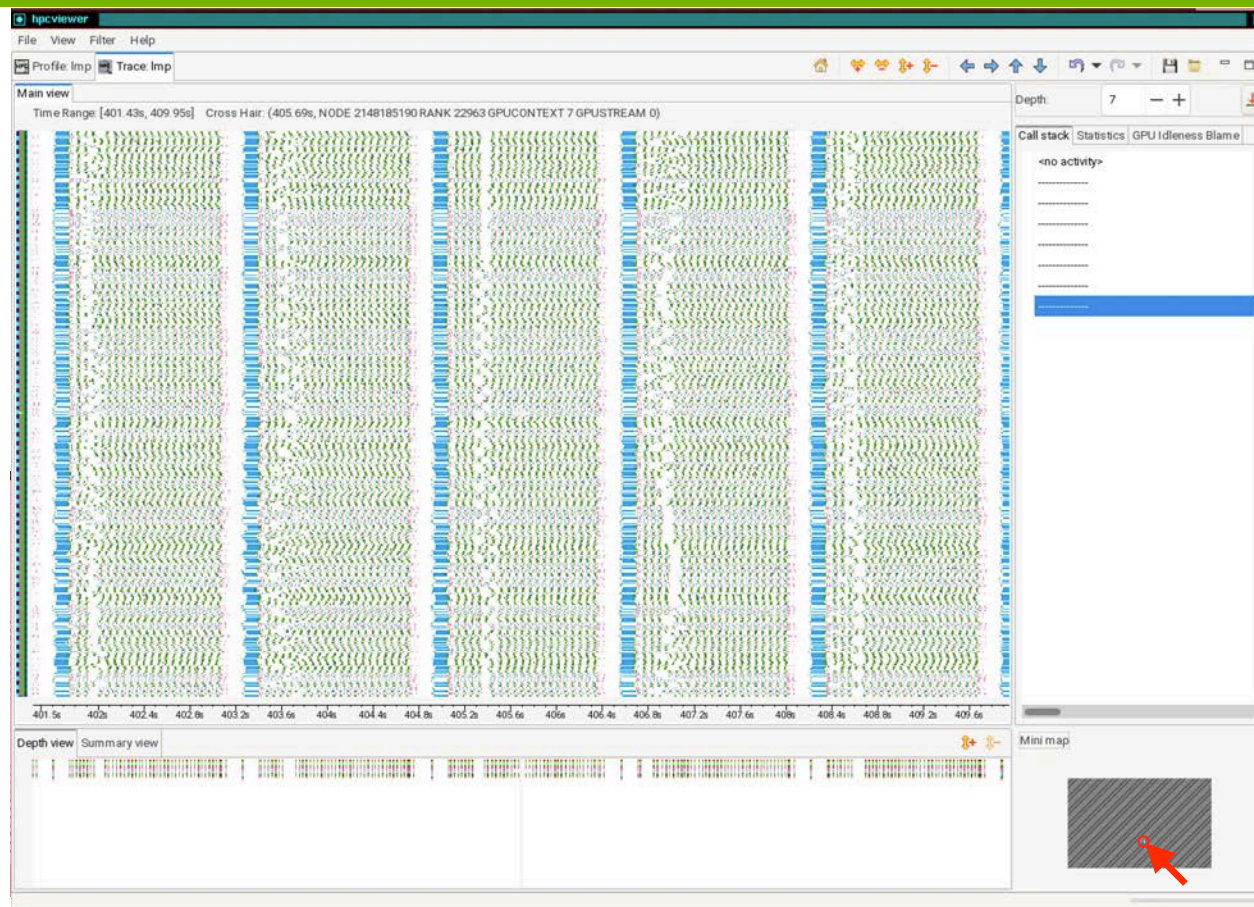 hpcviewer
File View Filter Help
Profile: lmp Trace: lmp
Main view
Time Range: [401.43s, 409.95s] Cross Hair: (405.69s, NODE 2148185190 RANK 22963 GPUCONTEXT 7 GPUSTREAM 0)
Depth: 7
Call stack Statistics GPU Idleness Blame
<no activity>
--------------
--------------
--------------
--------------
--------------
--------------
--------------
401.5s 402s 402.4s 402.8s 403.2s 403.6s 404s 404.4s 404.8s 405.2s 405.6s 406s 406.4s 406.8s 407.2s 407.6s 408s 408.4s 408.8s 409.2s 409.6s
Depth view Summary view
Mini map